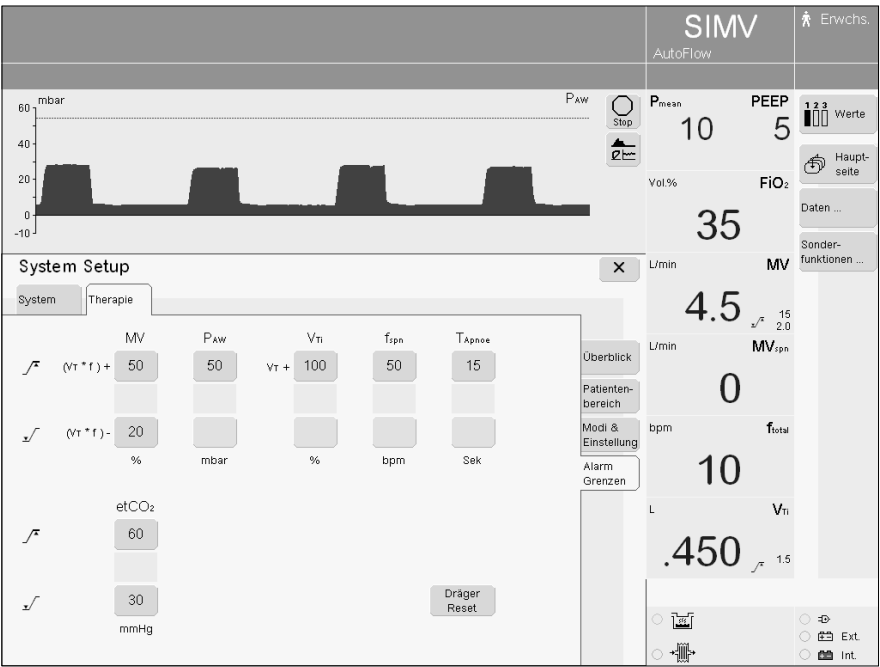 SIMV
AutoFlow
Erwchs.
mbar
PAW
60
40
20
0
-10
Stop
Pmean PEEP
10 5
Vol.% FiO₂
35
L/min MV
4.5
15
2.0
L/min MVspn
0
bpm ftotal
10
L VTi
.450
1.5
1 2 3
Werte
Haupt-
seite
Daten ...
Sonder-
funktionen ...
System Setup
×
System Therapie
MV PAW VTi fspn TApnoe
(VT * f) + 50 50 VT + 100 50 15
(VT * f) - 20
% mbar % bpm Sek
etCO₂
60
30
mmHg
Dräger
Reset
Überblick
Patienten-
bereich
Modi &
Einstellung
Alarm
Grenzen
Ext.
Int.